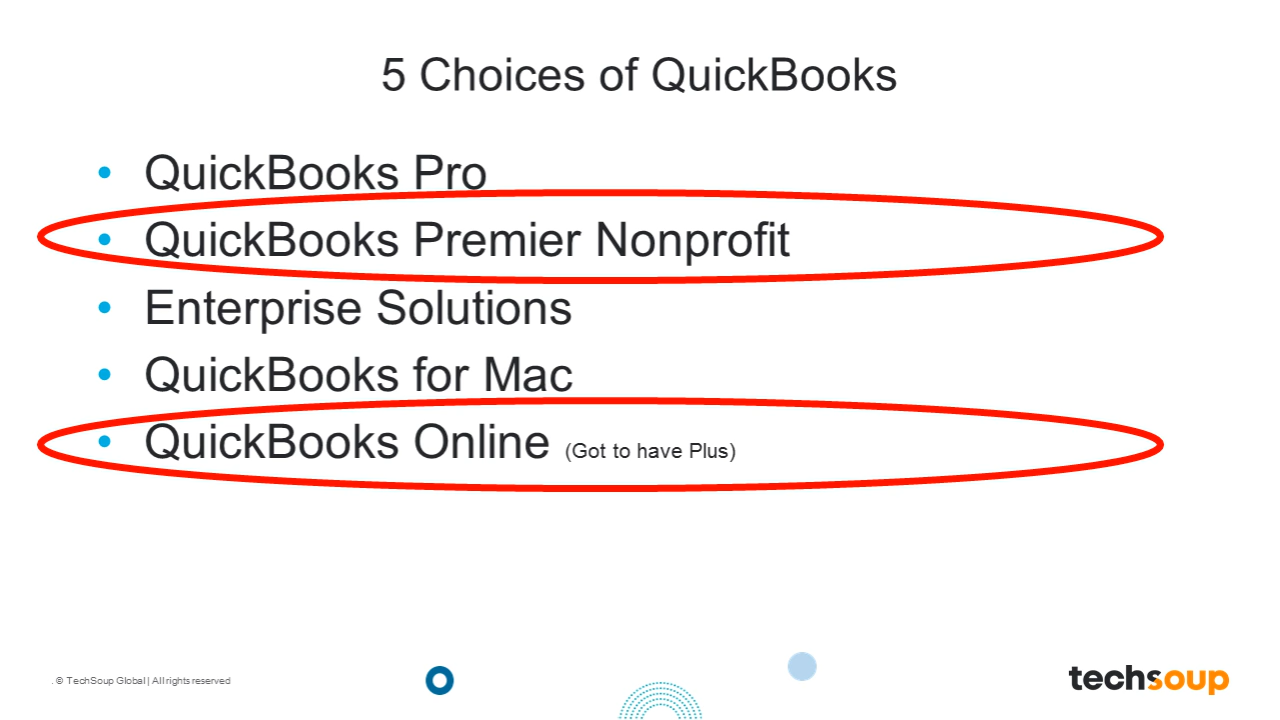 5 Choices of QuickBooks
• QuickBooks Pro
• QuickBooks Premier Nonprofit
• Enterprise Solutions
• QuickBooks for Mac
• QuickBooks Online (Got to have Plus)
. © TechSoup Global | All rights reserved
techsoup